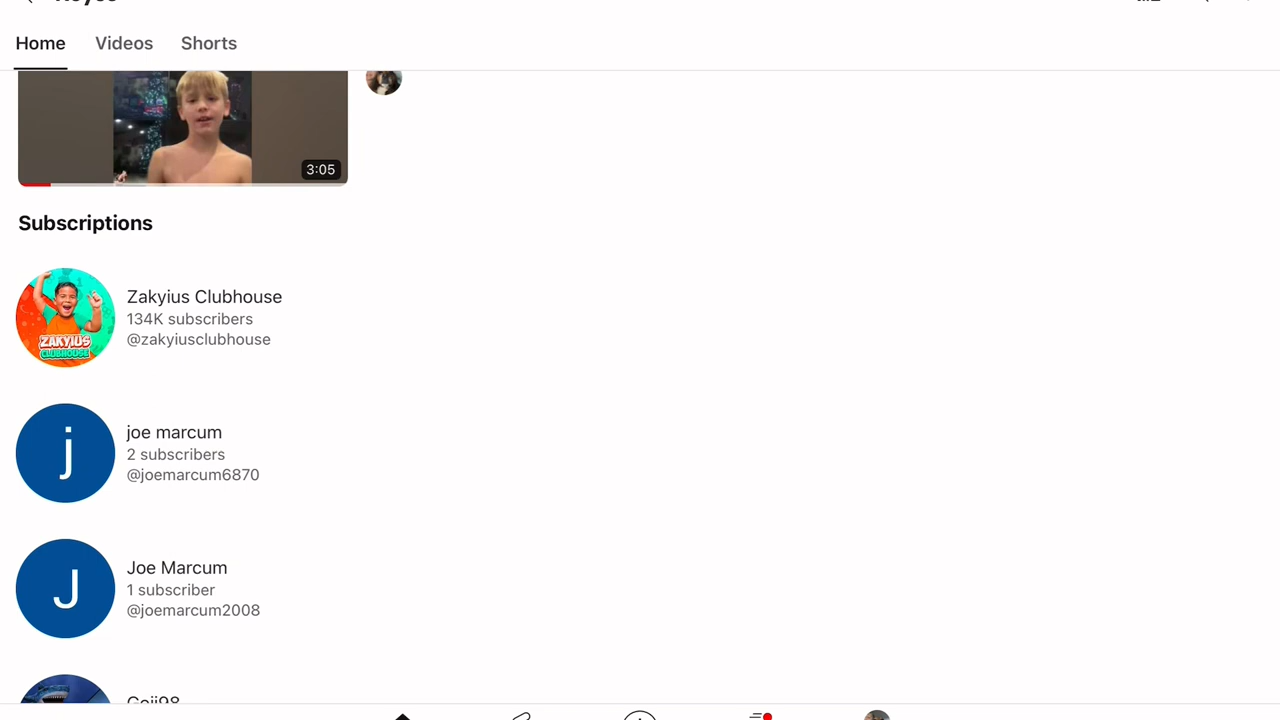 Home Videos Shorts
3:05
Subscriptions
Zakyius Clubhouse
134K subscribers
@zakyiusclubhouse
ZAKYIUS
CLUBHOUSE
j
joe marcum
2 subscribers
@joemarcum6870
J
Joe Marcum
1 subscriber
@joemarcum2008